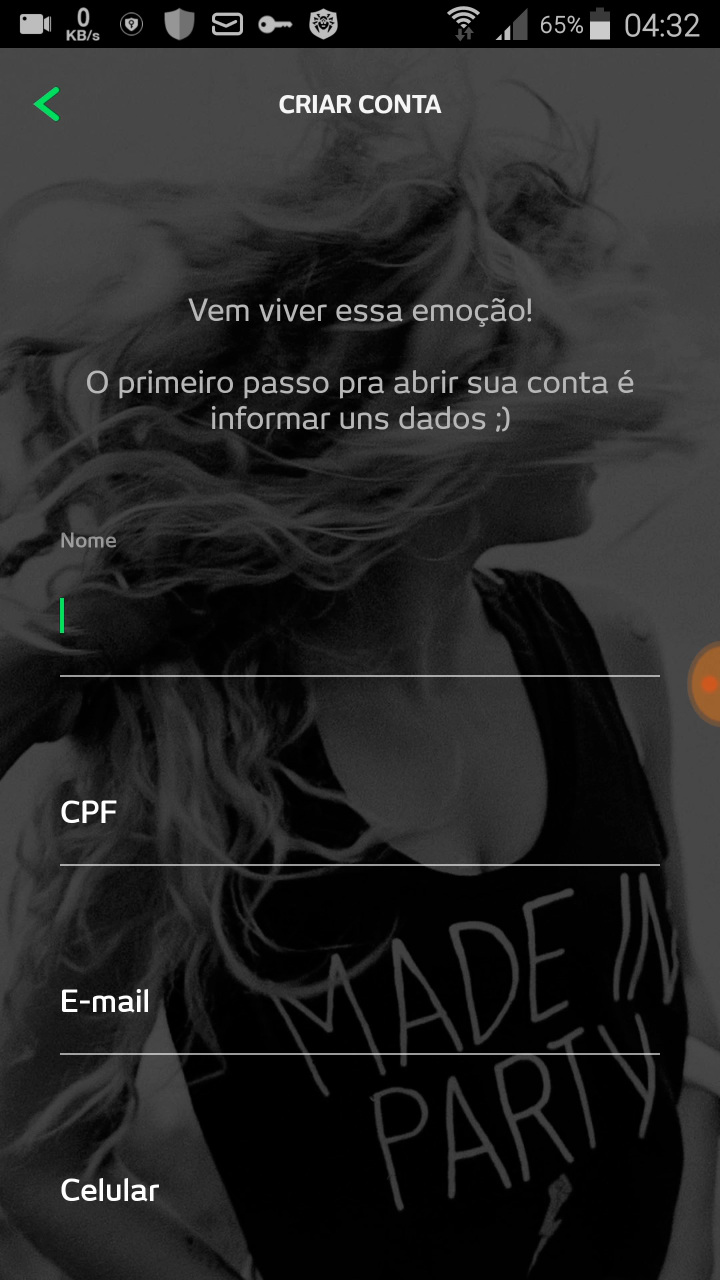 0
KB/s
65%
04:32
CRIAR CONTA
Vem viver essa emoção!
O primeiro passo pra abrir sua conta é
informar uns dados ;)
Nome
CPF
MADE IN
E-mail
PARTY
Celular